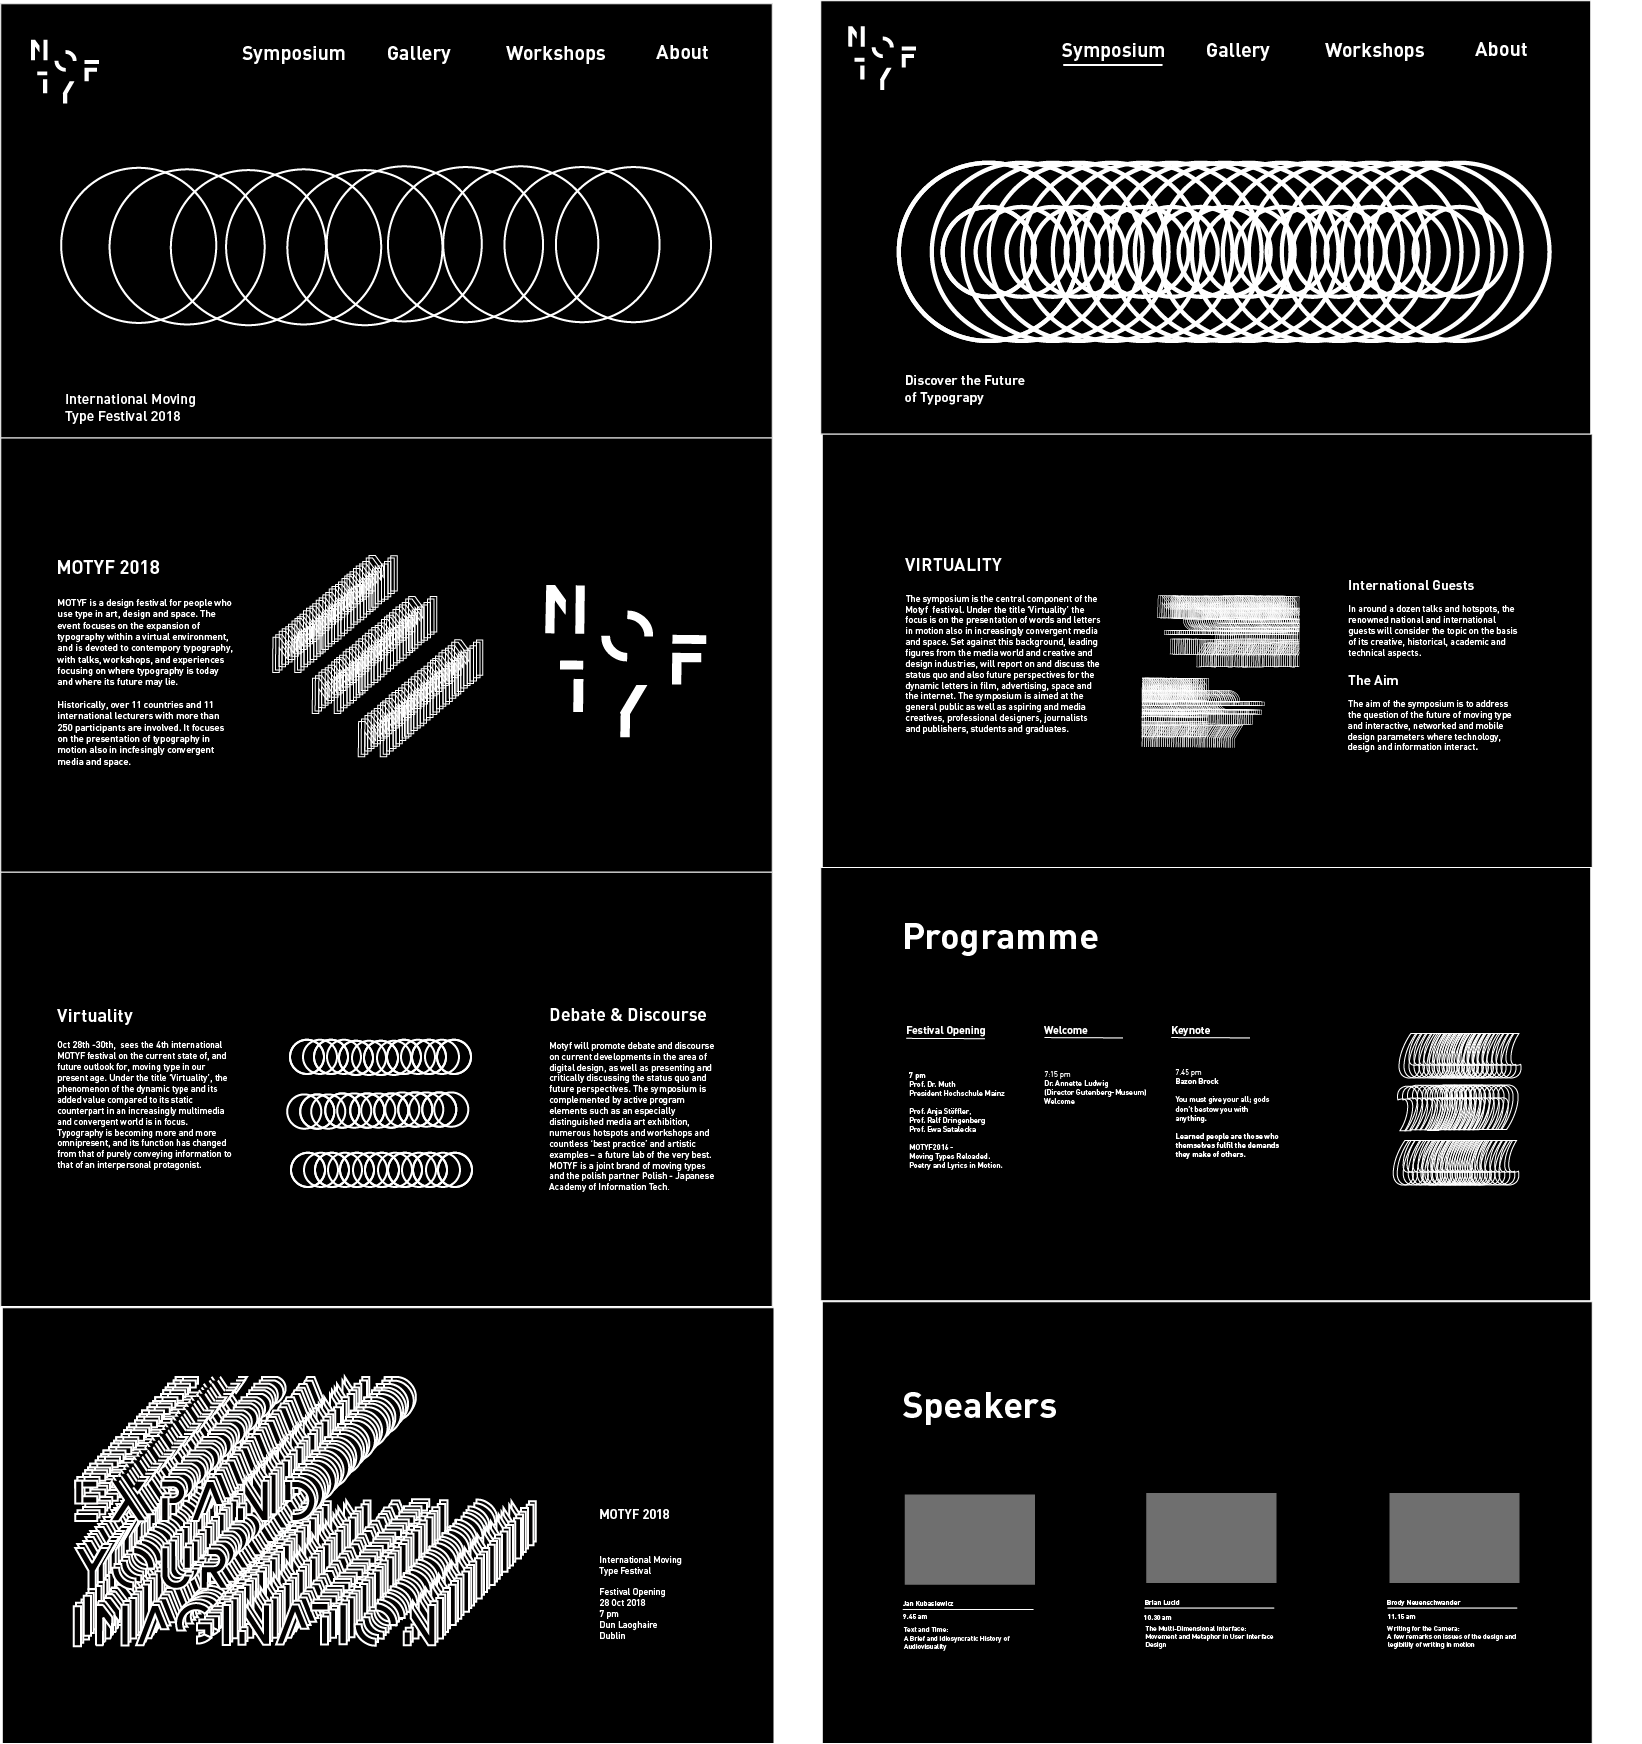 Symposium Gallery Workshops About
International Moving
Type Festival 2018
MOTYF 2018
MOTYF is a design festival for people who
use type in art, design and space. The
event focuses on the expansion of
typography within a virtual environment,
and is devoted to contempory typography,
with talks, workshops, and experiences
focusing on where typography is today
and where its future may lie.
Historically, over 11 countries and 11
international lecturers with more than
250 participants are involved. It focuses
on the presentation of typography in
motion also in incfesingly convergent
media and space.
M
O
T
Y
F
Virtuality
Oct 28th -30th, sees the 4th international
MOTYF festival on the current state of, and
future outlook for, moving type in our
present age. Under the title 'Virtuality', the
phenomenon of the dynamic type and its
added value compared to its static
counterpart in an increasingly multimedia
and convergent world is in focus.
Typography is becoming more and more
omnipresent, and its function has changed
from that of purely conveying information to
that of an interpersonal protagonist.
Debate & Discourse
Motyf will promote debate and discourse
on current developments in the area of
digital design, as well as presenting and
critically discussing the status quo and
future perspectives. The symposium is
complemented by active program
elements such as an especially
distinguished media art exhibition,
numerous hotspots and workshops and
countless 'best practice' and artistic
examples – a future lab of the very best.
MOTYF is a joint brand of moving types
and the polish partner Polish - Japanese
Academy of Information Tech.
EXPAND
YOUR
IMAGINATION
MOTYF 2018
International Moving
Type Festival
Festival Opening
28 Oct 2018
7 pm
Dun Laoghaire
Dublin
Symposium Gallery Workshops About
Discover the Future
of Typograpy
VIRTUALITY
The symposium is the central component of the
Motyf festival. Under the title 'Virtuality' the
focus is on the presentation of words and letters
in motion also in increasingly convergent media
and space. Set against this background, leading
figures from the media world and creative and
design industries, will report on and discuss the
status quo and also future perspectives for the
dynamic letters in film, advertising, space and
the internet. The symposium is aimed at the
general public as well as aspiring and media
creatives, professional designers, journalists
and publishers, students and graduates.
International Guests
In around a dozen talks and hotspots, the
renowned national and international
guests will consider the topic on the basis
of its creative, historical, academic and
technical aspects.
The Aim
The aim of the symposium is to address
the question of the future of moving type
and interactive, networked and mobile
design parameters where technology,
design and information interact.
Programme
Festival Opening
7 pm
Prof. Dr. Muth
President Hochschule Mainz
Prof. Anja Stöffler,
Prof. Ralf Dringenberg
Prof. Ewa Satalecka
MOTYF2014 -
Moving Types Reloaded.
Poetry and Lyrics in Motion.
Welcome
7:15 pm
Dr. Annette Ludwig
(Director Gutenberg-Museum)
Welcome
Keynote
7.45 pm
Bazon Brock
You must give your all; gods
don't bestow you with
anything.
Learned people are those who
themselves fulfil the demands
they make of others.
Speakers
Jan Kubasiewicz
9.45 am
Text and Time:
A Brief and Idiosyncratic History of
Audiovisuality
Brian Lucid
10.30 am
The Multi-Dimensional Interface:
Movement and Metaphor in User Interface
Design
Brody Neuenschwander
11.15 am
Writing for the Camera:
A few remarks on issues of the design and
legibility of writing in motion